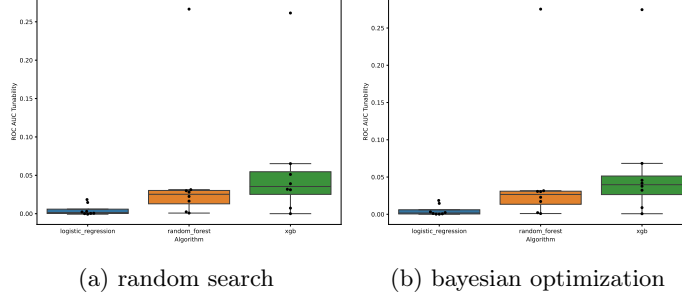 0.25
0.20
0.15
0.10
0.05
0.00
ROC AUC Tunability
logistic_regression random_forest xgb
Algorithm
(a) random search
0.25
0.20
0.15
0.10
0.05
0.00
ROC AUC Tunability
logistic_regression random_forest xgb
Algorithm
(b) bayesian optimization